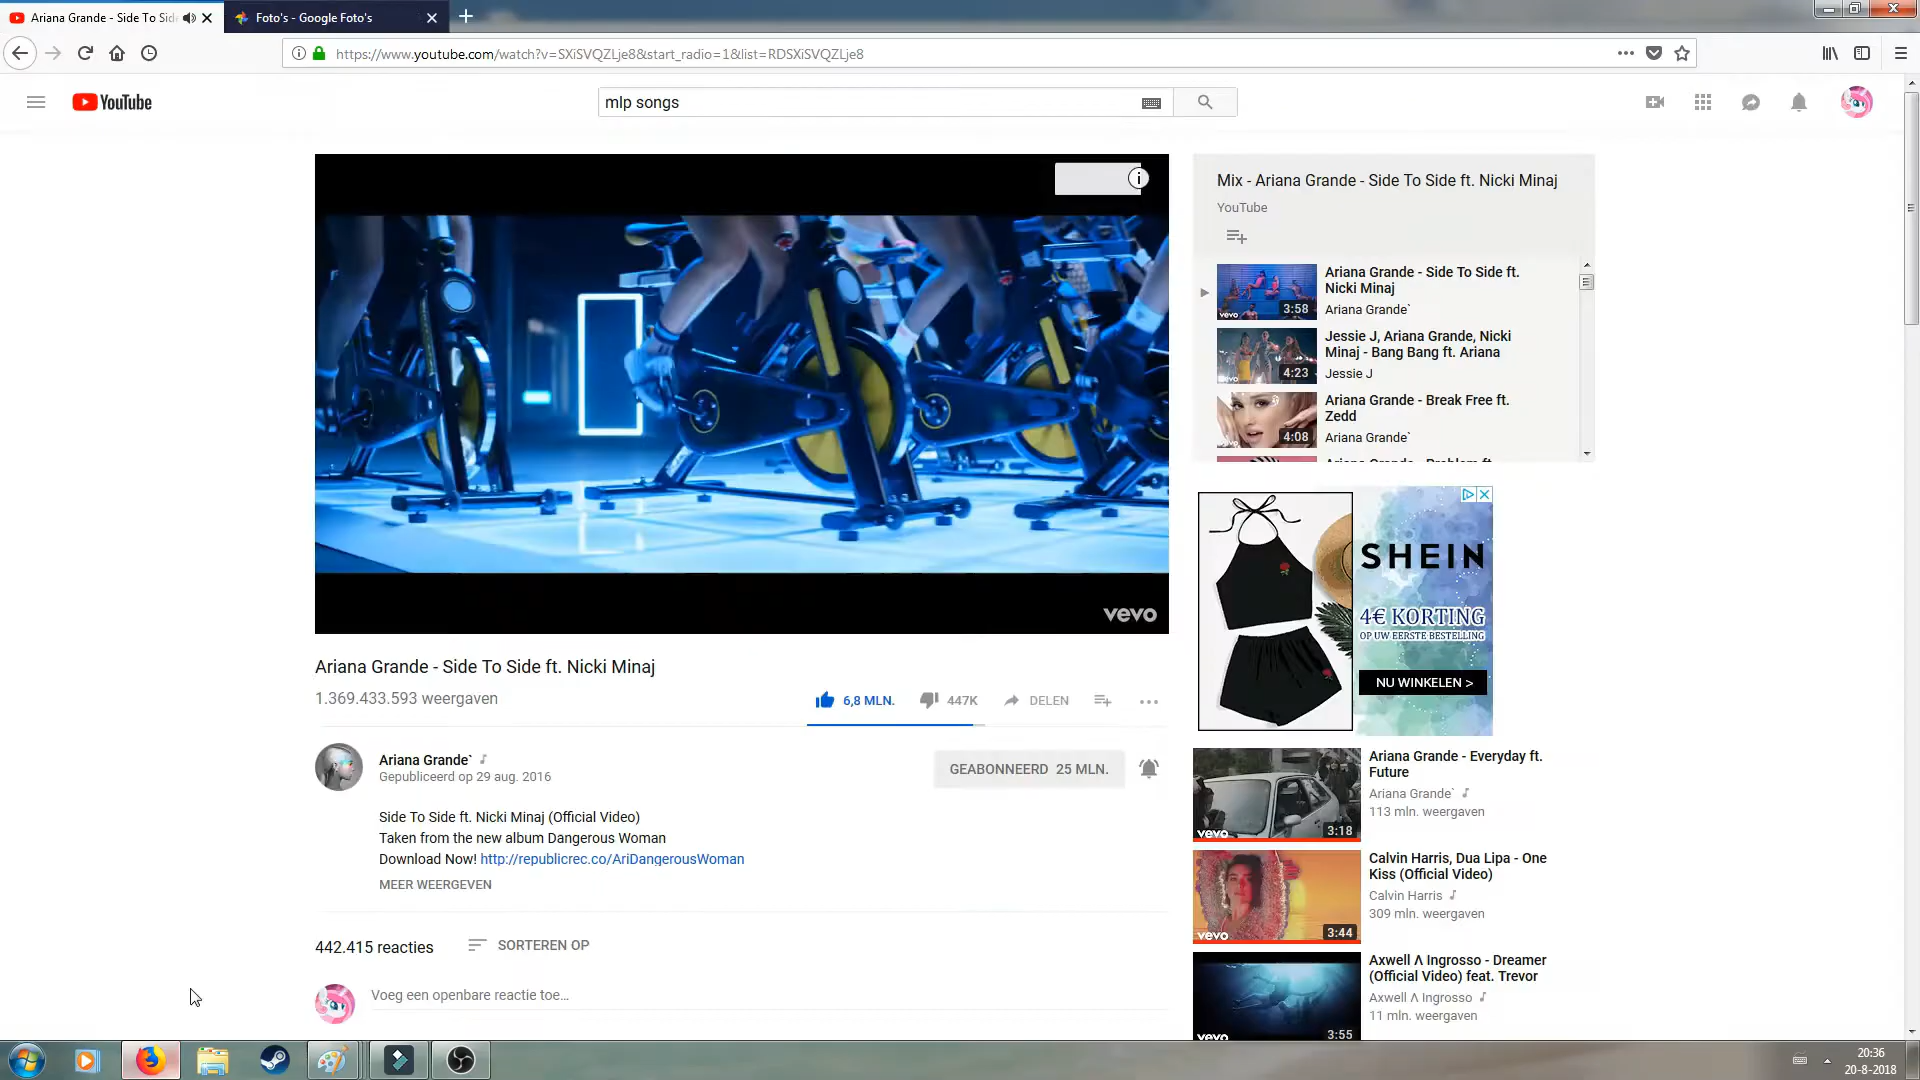 Ariana Grande - Side To Side
Foto's - Google Foto's
https://www.youtube.com/watch?v=SXiSVQZLje8&start_radio=1&list=RDSXiSVQZLje8
YouTube
mlp songs
vevo
Ariana Grande - Side To Side ft. Nicki Minaj
1.369.433.593 weergaven
6,8 MLN.
447K
DELEN
Ariana Grande`
Gepubliceerd op 29 aug. 2016
GEABONNEERD 25 MLN.
Side To Side ft. Nicki Minaj (Official Video)
Taken from the new album Dangerous Woman
Download Now! http://republicrec.co/AriDangerousWoman
MEER WEERGEVEN
442.415 reacties
SORTEREN OP
Voeg een openbare reactie toe...
Mix - Ariana Grande - Side To Side ft. Nicki Minaj
YouTube
vevo
3:58
Ariana Grande - Side To Side ft.
Nicki Minaj
Ariana Grande`
vevo
4:23
Jessie J, Ariana Grande, Nicki
Minaj - Bang Bang ft. Ariana
Jessie J
vevo
4:08
Ariana Grande - Break Free ft.
Zedd
Ariana Grande`
Ariana Grande - Problem ft.
SHEIN
4€ KORTING
OP UW EERSTE BESTELLING
NU WINKELEN >
vevo
3:18
Ariana Grande - Everyday ft.
Future
Ariana Grande`
113 mln. weergaven
vevo
3:44
Calvin Harris, Dua Lipa - One
Kiss (Official Video)
Calvin Harris
309 mln. weergaven
vevo
3:55
Axwell Λ Ingrosso - Dreamer
(Official Video) feat. Trevor
Axwell Λ Ingrosso
11 mln. weergaven
20:36
20-8-2018